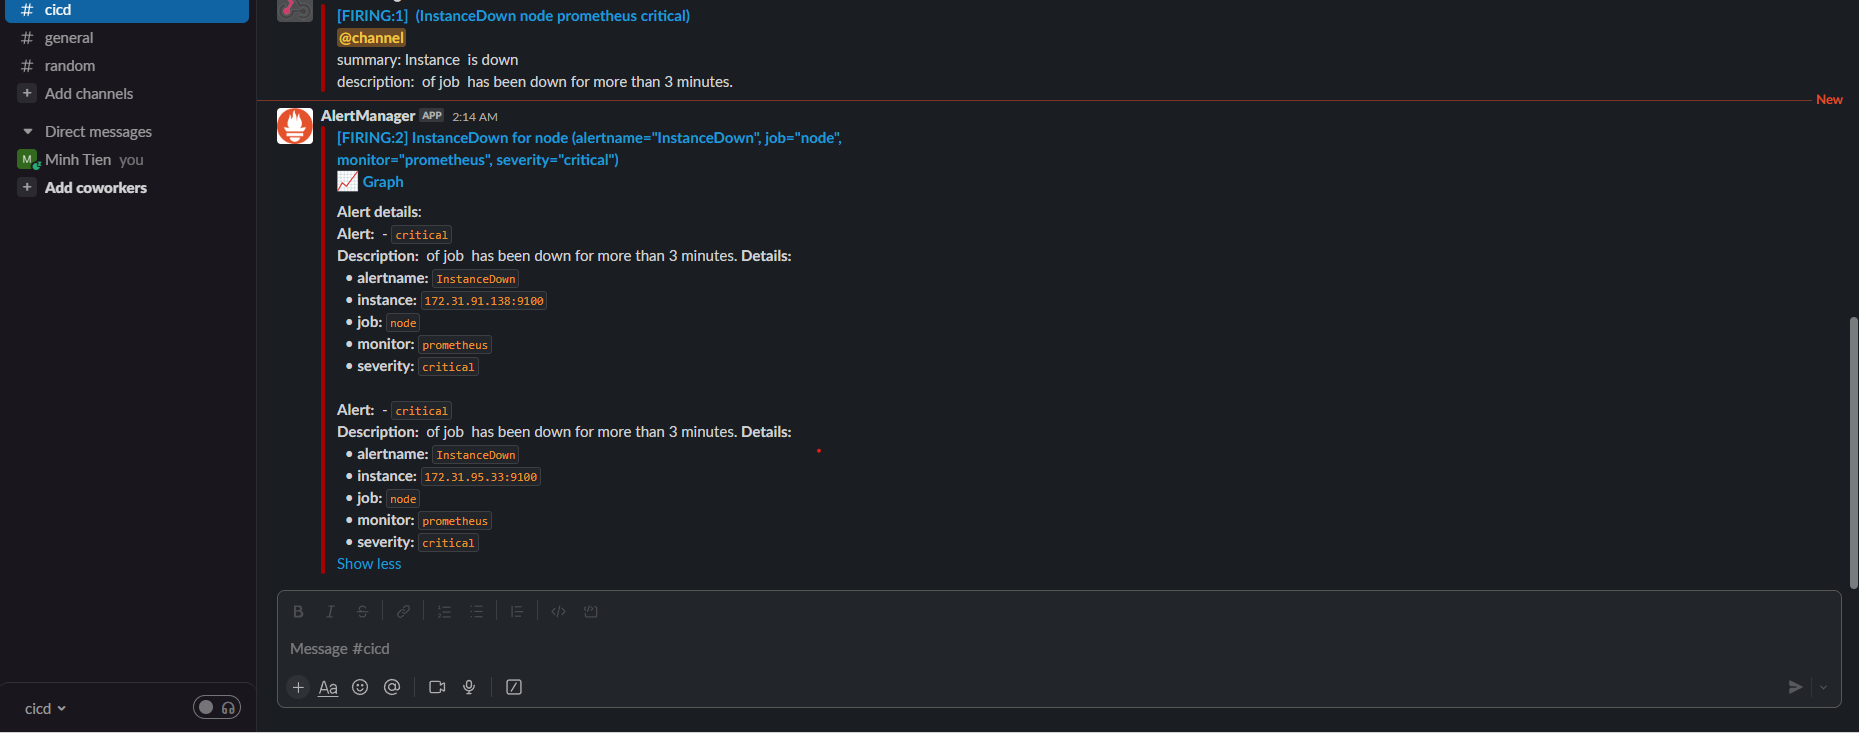 # cicd
# general
# random
+ Add channels
Direct messages
M Minh Tien you
+ Add coworkers
cicd
[FIRING:1] (InstanceDown node prometheus critical)
@channel
summary: Instance is down
description: of job has been down for more than 3 minutes.
New
AlertManager APP 2:14 AM
[FIRING:2] InstanceDown for node (alertname="InstanceDown", job="node",
monitor="prometheus", severity="critical")
Graph
Alert details:
Alert: - critical
Description: of job has been down for more than 3 minutes. Details:
• alertname: InstanceDown
• instance: 172.31.91.138:9100
• job: node
• monitor: prometheus
• severity: critical
Alert: - critical
Description: of job has been down for more than 3 minutes. Details:
• alertname: InstanceDown
• instance: 172.31.95.33:9100
• job: node
• monitor: prometheus
• severity: critical
Show less
B I S
Message #cicd
+ Aa @